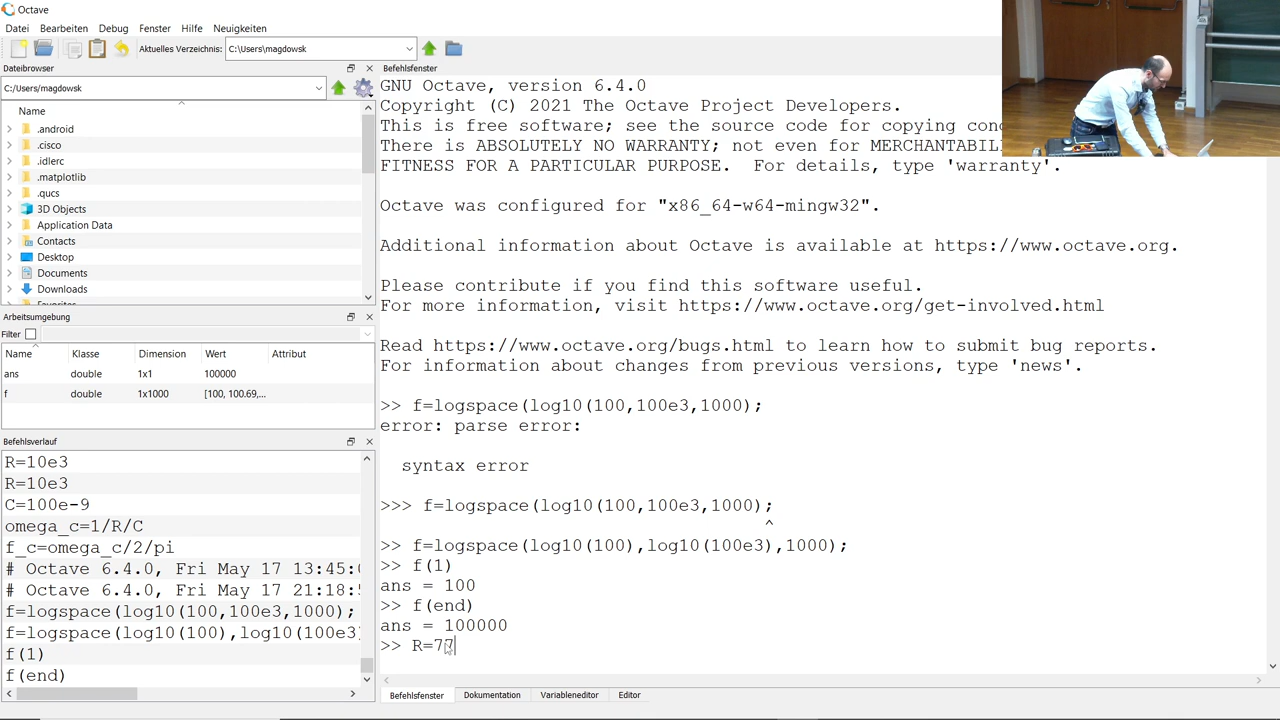 Octave
Datei Bearbeiten Debug Fenster Hilfe Neuigkeiten
Aktuelles Verzeichnis: C:\Users\magdowsk
Dateibrowser
C:/Users/magdowsk
Name
.android
.cisco
.idlerc
.matplotlib
.qucs
3D Objects
Application Data
Contacts
Desktop
Documents
Downloads
Favorites
Arbeitsumgebung
Filter
Name Klasse Dimension Wert Attribut
ans double 1x1 100000
f double 1x1000 [100, 100.69,...
Befehlsverlauf
R=10e3
R=10e3
C=100e-9
omega_c=1/R/C
f_c=omega_c/2/pi
# Octave 6.4.0, Fri May 17 13:45:0
# Octave 6.4.0, Fri May 17 21:18:5
f=logspace(log10(100,100e3,1000);
f=logspace(log10(100),log10(100e3
f(1)
f(end)
Befehlsfenster
GNU Octave, version 6.4.0
Copyright (C) 2021 The Octave Project Developers.
This is free software; see the source code for copying con
There is ABSOLUTELY NO WARRANTY; not even for MERCHANTABIL
FITNESS FOR A PARTICULAR PURPOSE.  For details, type 'warranty'.
Octave was configured for "x86_64-w64-mingw32".
Additional information about Octave is available at https://www.octave.org.
Please contribute if you find this software useful.
For more information, visit https://www.octave.org/get-involved.html
Read https://www.octave.org/bugs.html to learn how to submit bug reports.
For information about changes from previous versions, type 'news'.
>> f=logspace(log10(100,100e3,1000);
error: parse error:
syntax error
>>> f=logspace(log10(100,100e3,1000);
^
>> f=logspace(log10(100),log10(100e3),1000);
>> f(1)
ans = 100
>> f(end)
ans = 100000
>> R=77
Befehlsfenster Dokumentation Variableneditor Editor